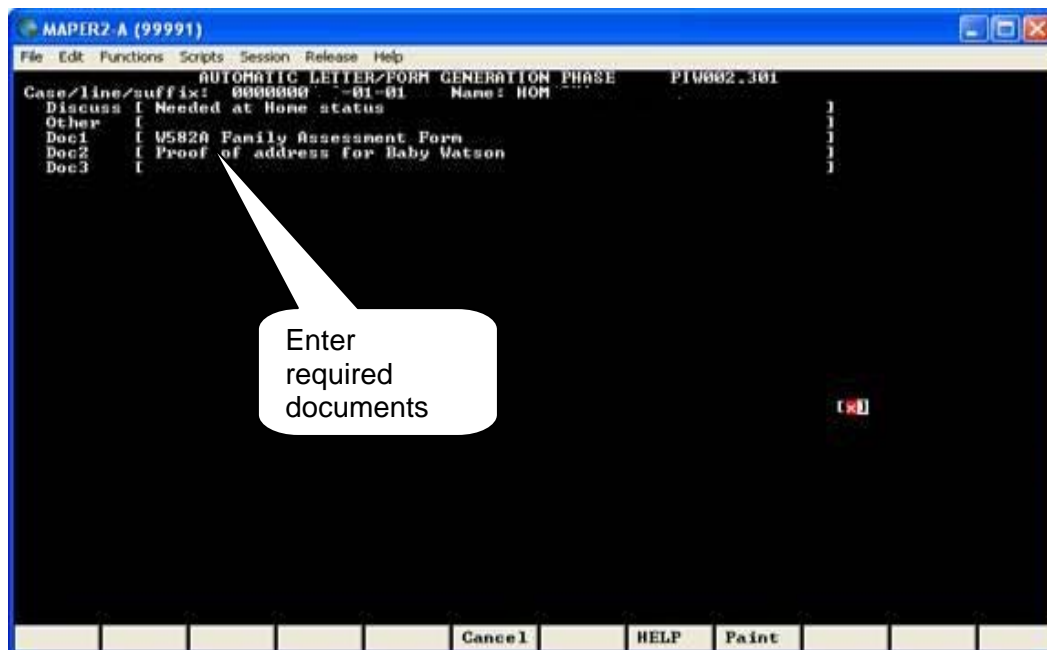 MAPER2-A (99991)
File Edit Functions Scripts Session Release Help
AUTOMATIC LETTER/FORM GENERATION PHASE PIW002.301
Case/line/suffix: 0000000 -01-01 Name: HOM
Discuss [ Needed at Home status ]
Other [ ]
Doc1 [ W582A Family Assessment Form ]
Doc2 [ Proof of address for Baby Watson ]
Doc3 [ ]
Enter
required
documents
[x]
Cancel HELP Paint